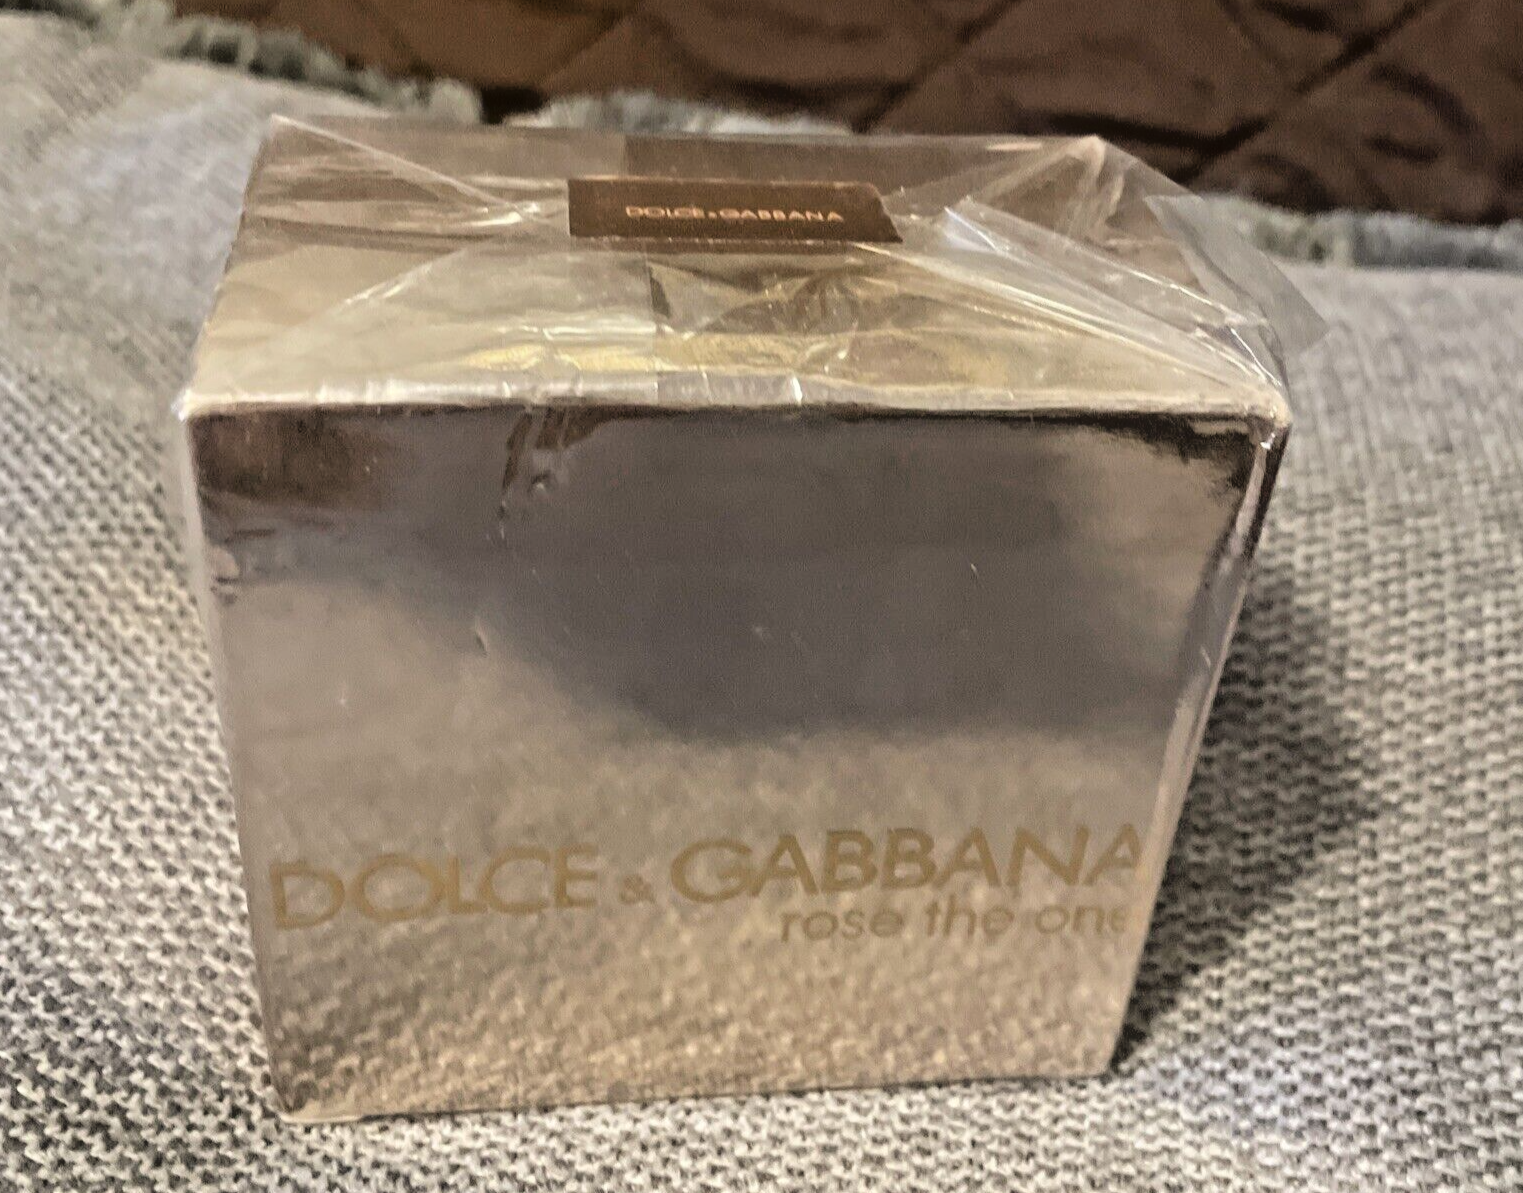 DOLCE & GABBANA
DOLCE & GABBANA
rose the one